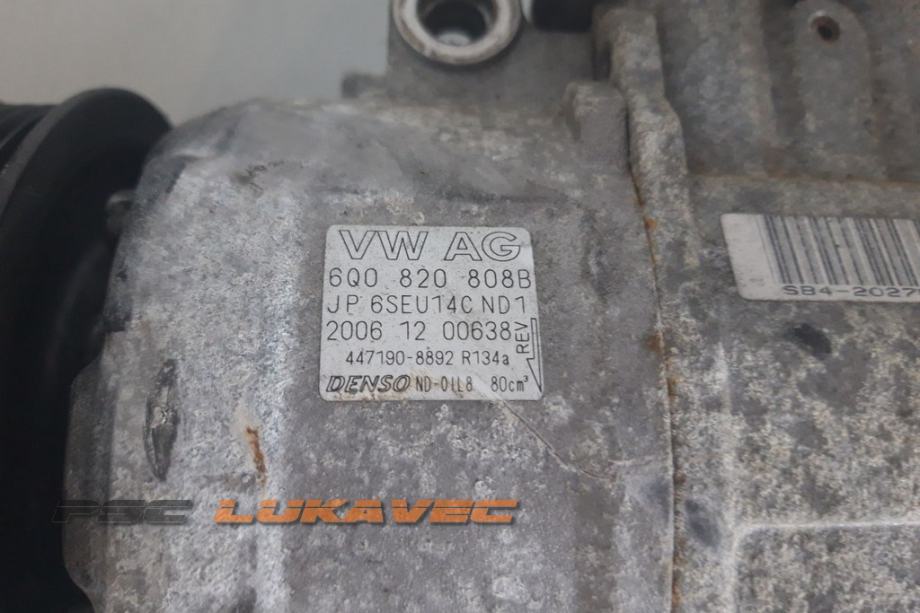 VW AG
6Q0 820 808B
JP 6SEU14C ND1
2006 12 00638
REV
447190-8892 R134a
DENSO ND-OIL8 80cm³
SB4-2027
PSC LUKAVEC